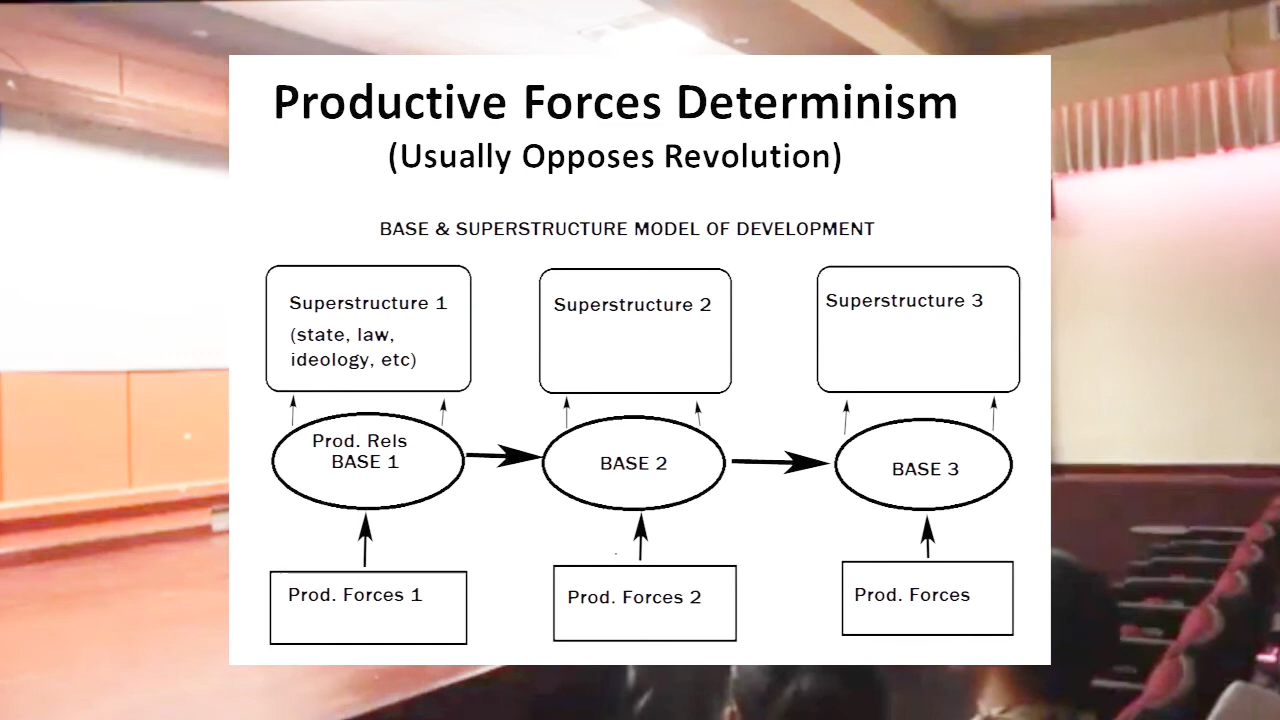 Productive Forces Determinism
(Usually Opposes Revolution)
BASE & SUPERSTRUCTURE MODEL OF DEVELOPMENT
Superstructure 1
(state, law,
ideology, etc)
Superstructure 2
Superstructure 3
Prod. Rels
BASE 1
BASE 2
BASE 3
Prod. Forces 1
Prod. Forces 2
Prod. Forces